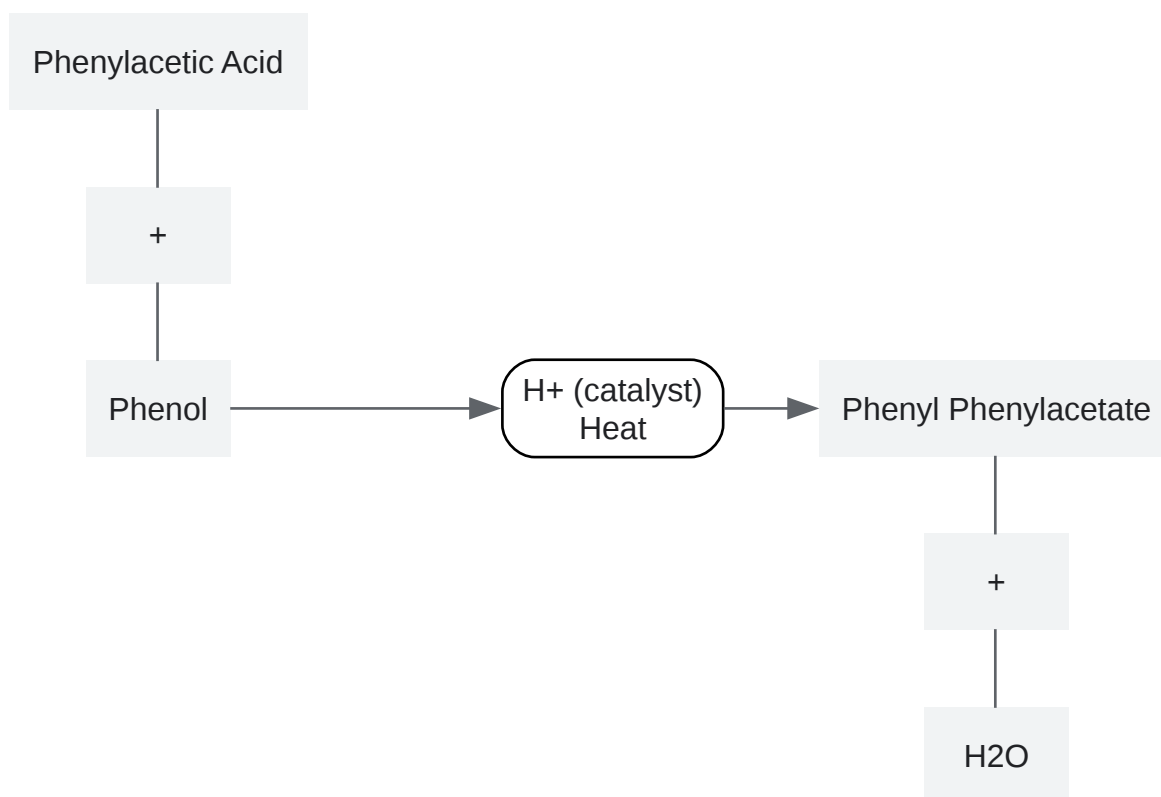 Phenylacetic Acid
+
Phenol
H+ (catalyst)
Heat
Phenyl Phenylacetate
+
H2O